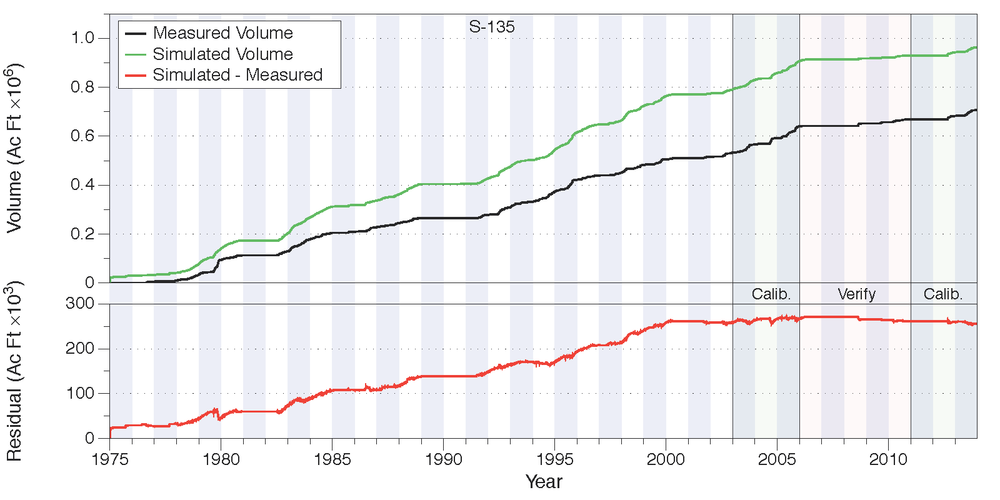 S-135
Measured Volume
Simulated Volume
Simulated - Measured
Volume (Ac Ft ×10⁶)
1.0
0.8
0.6
0.4
0.2
0
Calib.
Verify
Calib.
Residual (Ac Ft ×10³)
300
200
100
0
1975 1980 1985 1990 1995 2000 2005 2010
Year